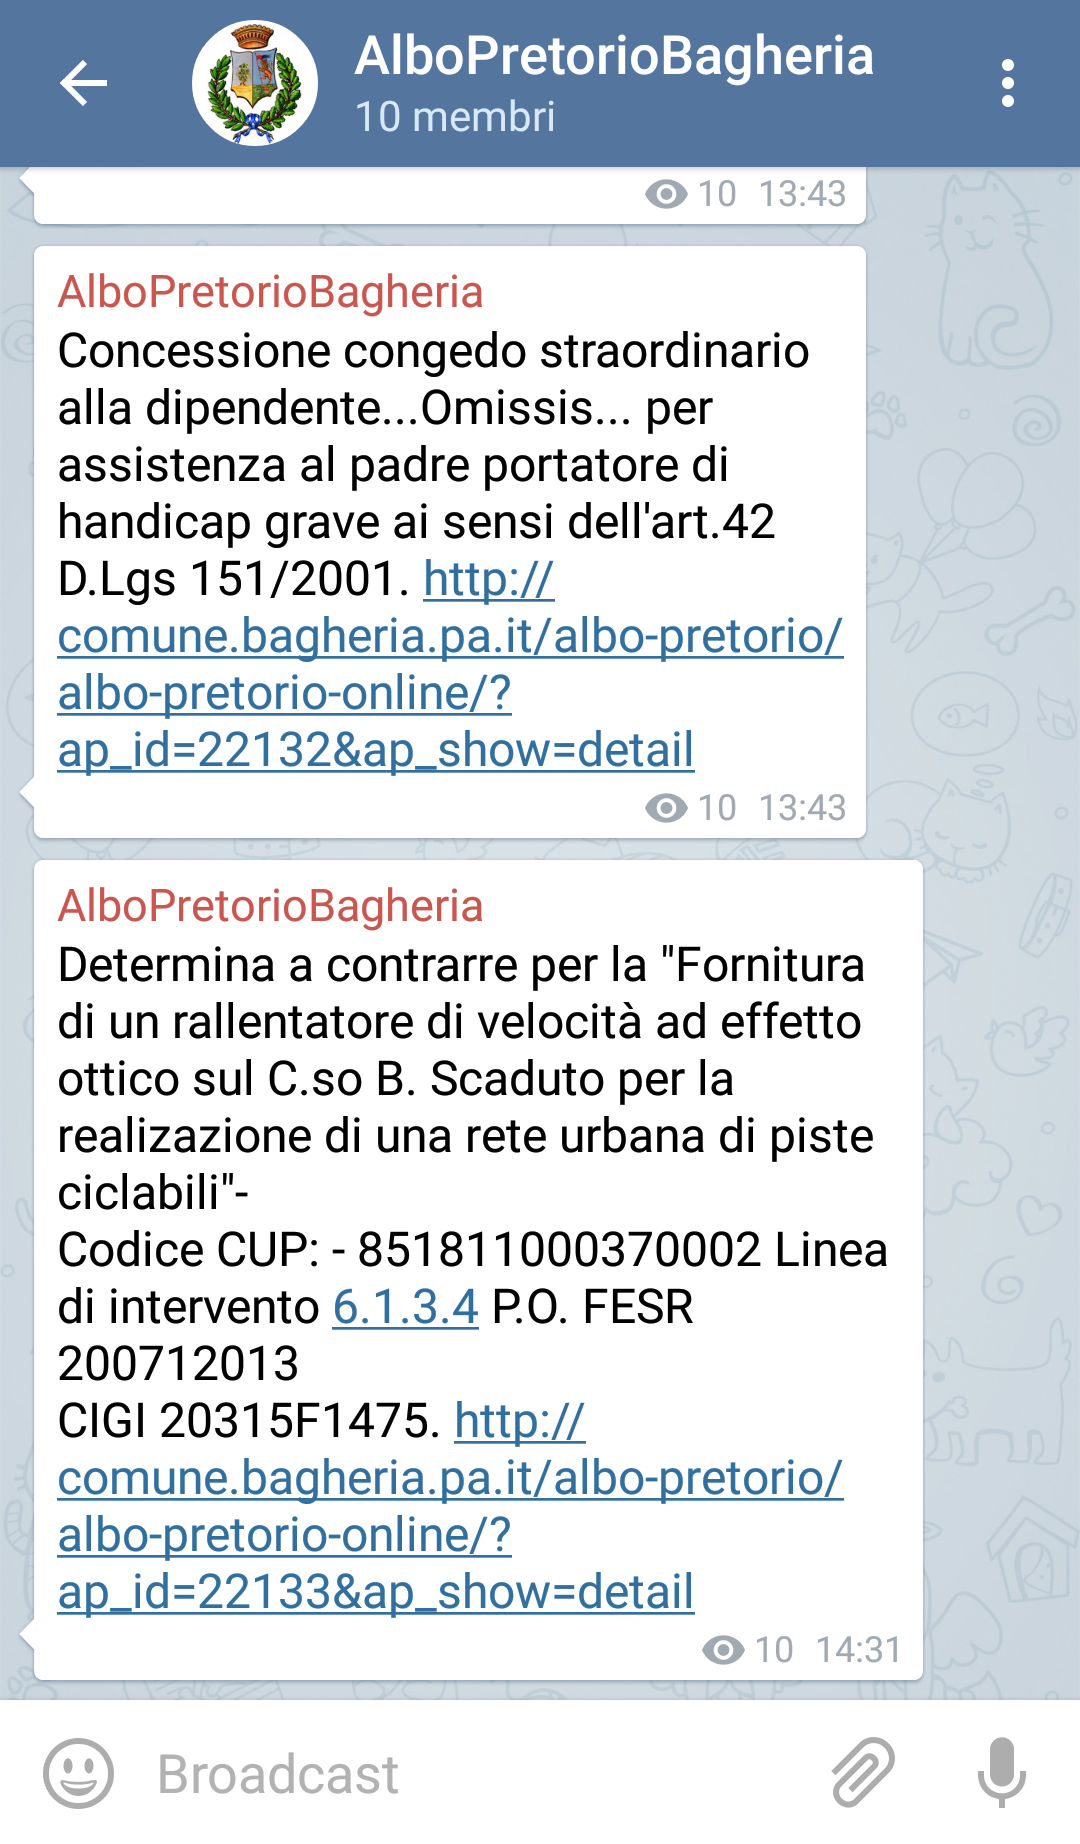 AlboPretorioBagheria
10 membri
10 13:43
AlboPretorioBagheria
Concessione congedo straordinario
alla dipendente...Omissis... per
assistenza al padre portatore di
handicap grave ai sensi dell'art.42
D.Lgs 151/2001. http://
comune.bagheria.pa.it/albo-pretorio/
albo-pretorio-online/?
ap_id=22132&ap_show=detail
10 13:43
AlboPretorioBagheria
Determina a contrarre per la "Fornitura
di un rallentatore di velocità ad effetto
ottico sul C.so B. Scaduto per la
realizazione di una rete urbana di piste
ciclabili"-
Codice CUP: - 851811000370002 Linea
di intervento 6.1.3.4 P.O. FESR
200712013
CIGI 20315F1475. http://
comune.bagheria.pa.it/albo-pretorio/
albo-pretorio-online/?
ap_id=22133&ap_show=detail
10 14:31
Broadcast